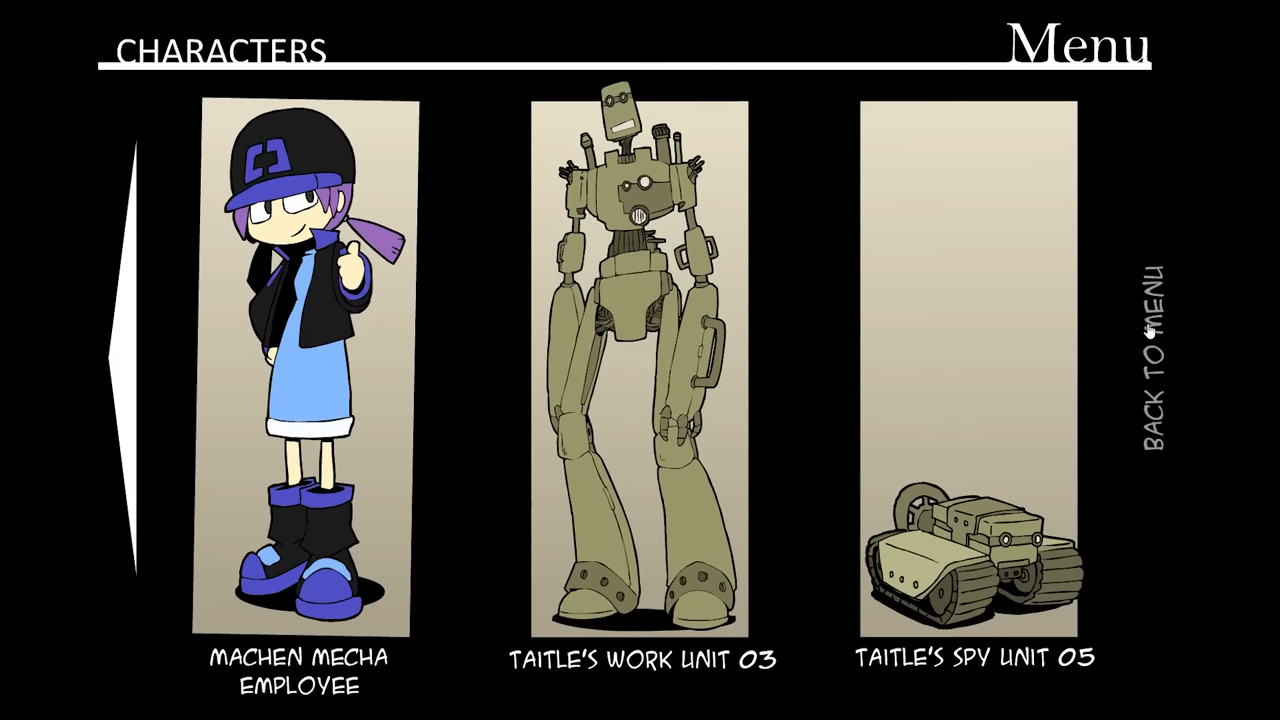 CHARACTERS
Menu
BACK TO MENU
MACHEN MECHA
EMPLOYEE
TAITLE'S WORK UNIT 03
TAITLE'S SPY UNIT 05